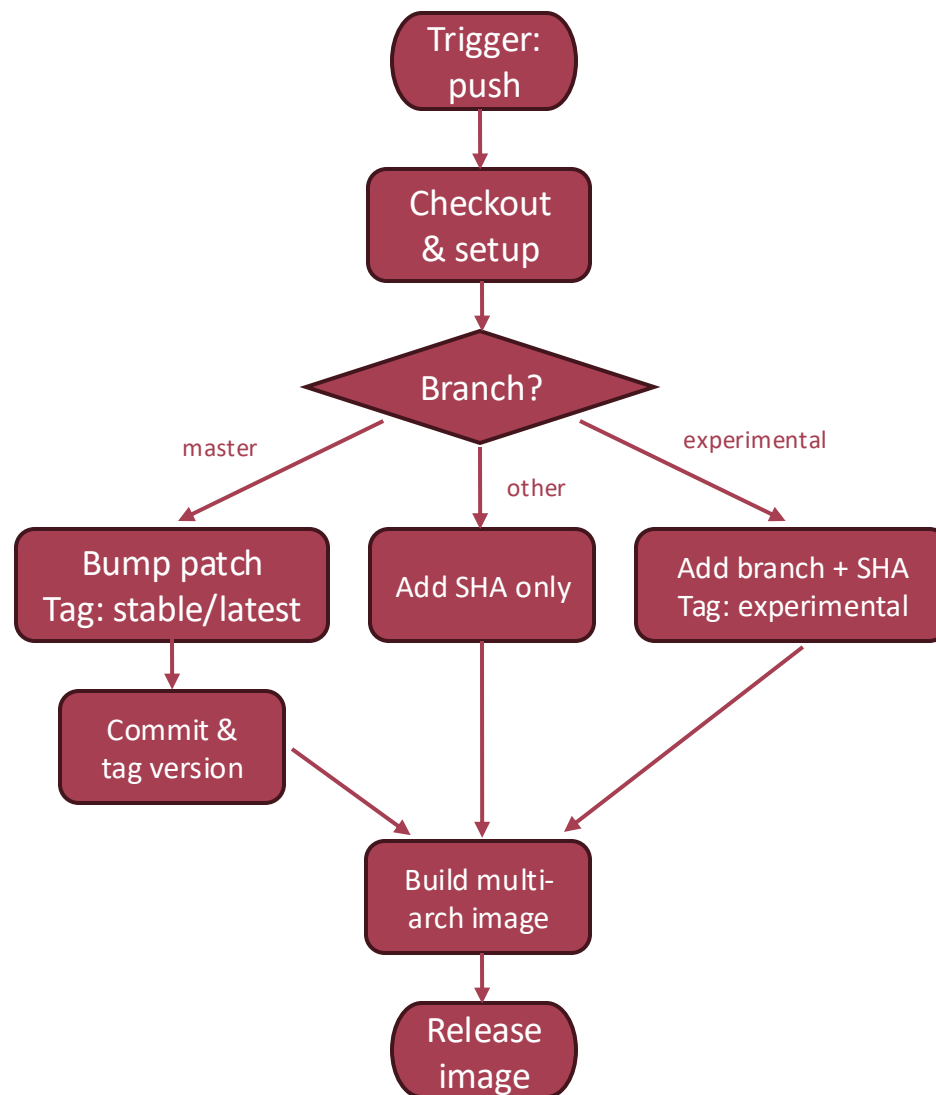 Trigger:
push
Checkout
& setup
Branch?
master
other
experimental
Bump patch
Tag: stable/latest
Add SHA only
Add branch + SHA
Tag: experimental
Commit &
tag version
Build multi-
arch image
Release
image